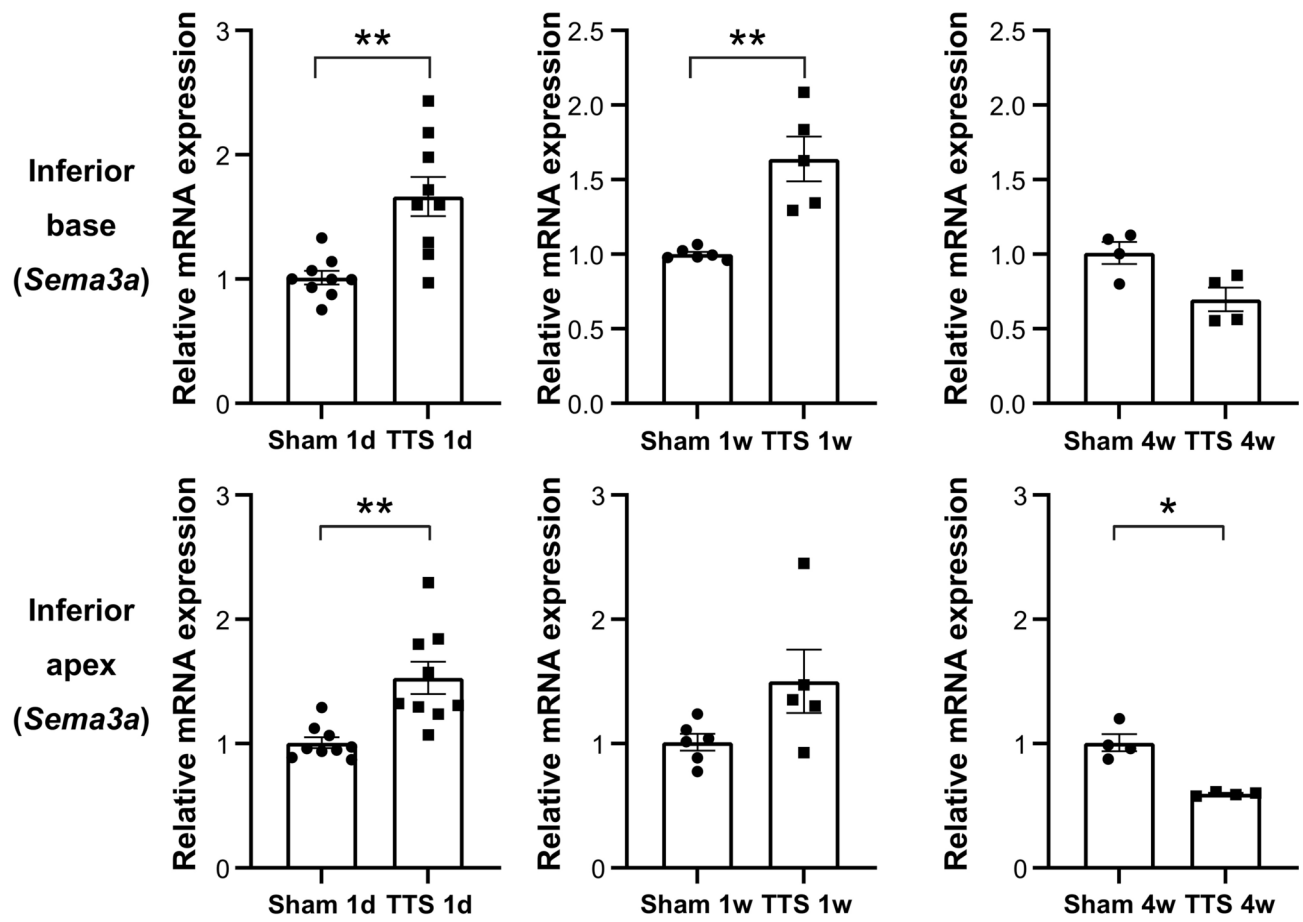 Inferior
base
(Sema3a)
Relative mRNA expression
3
2
1
0
**
Sham 1d TTS 1d
Relative mRNA expression
2.5
2.0
1.5
1.0
0.5
0.0
**
Sham 1w TTS 1w
Relative mRNA expression
2.5
2.0
1.5
1.0
0.5
0.0
Sham 4w TTS 4w
Inferior
apex
(Sema3a)
Relative mRNA expression
3
2
1
0
**
Sham 1d TTS 1d
Relative mRNA expression
3
2
1
0
Sham 1w TTS 1w
Relative mRNA expression
3
2
1
0
*
Sham 4w TTS 4w